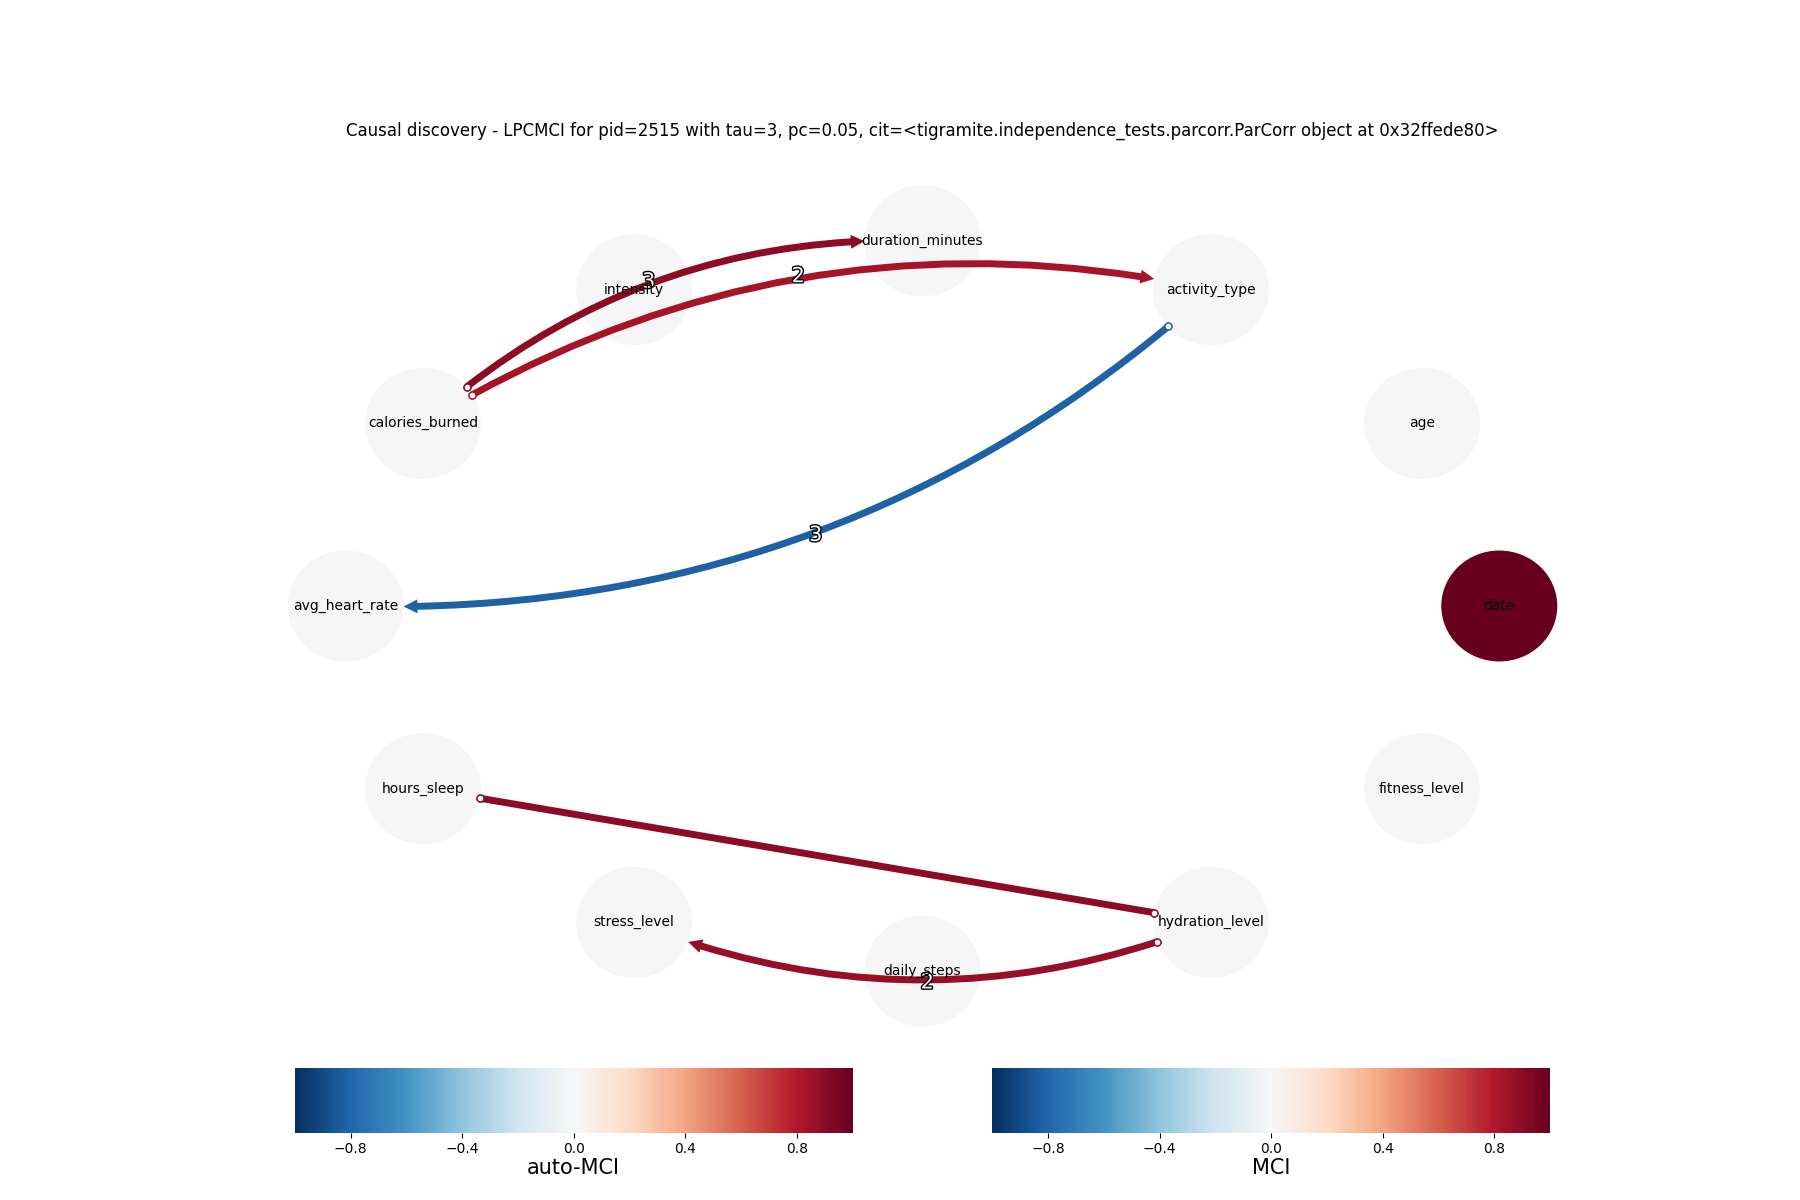 Causal discovery - LPCMCI for pid=2515 with tau=3, pc=0.05, cit=<tigramite.independence_tests.parcorr.ParCorr object at 0x32ffede80>
duration_minutes
3
2
intensity
activity_type
calories_burned
age
3
avg_heart_rate
date
hours_sleep
fitness_level
stress_level
hydration_level
daily_steps
2
−0.8 −0.4 0.0 0.4 0.8
auto-MCI
−0.8 −0.4 0.0 0.4 0.8
MCI